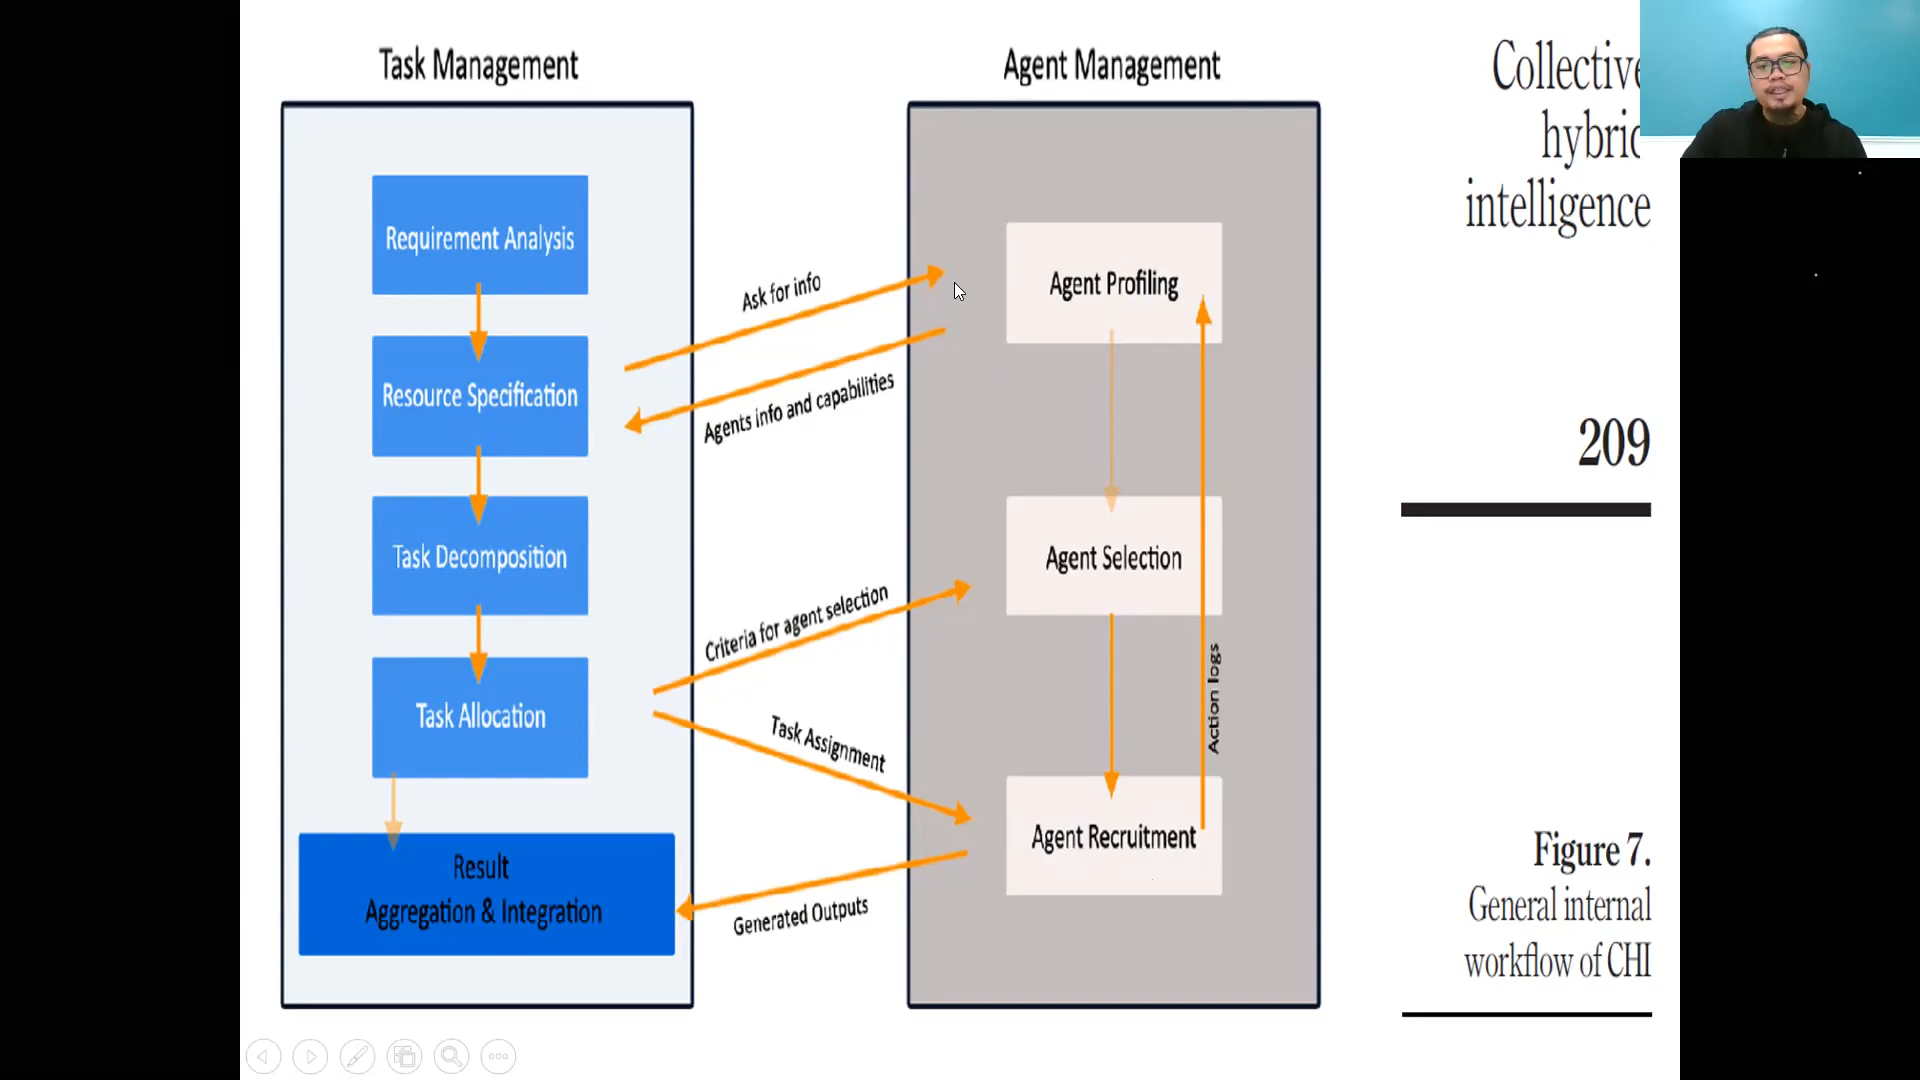 Task Management
Requirement Analysis
Resource Specification
Task Decomposition
Task Allocation
Result
Aggregation & Integration
Ask for info
Agents info and capabilities
Criteria for agent selection
Task Assignment
Generated Outputs
Agent Management
Agent Profiling
Agent Selection
Action logs
Agent Recruitment
Collective
hybric
intelligence
209
Figure 7.
General internal
workflow of CHI